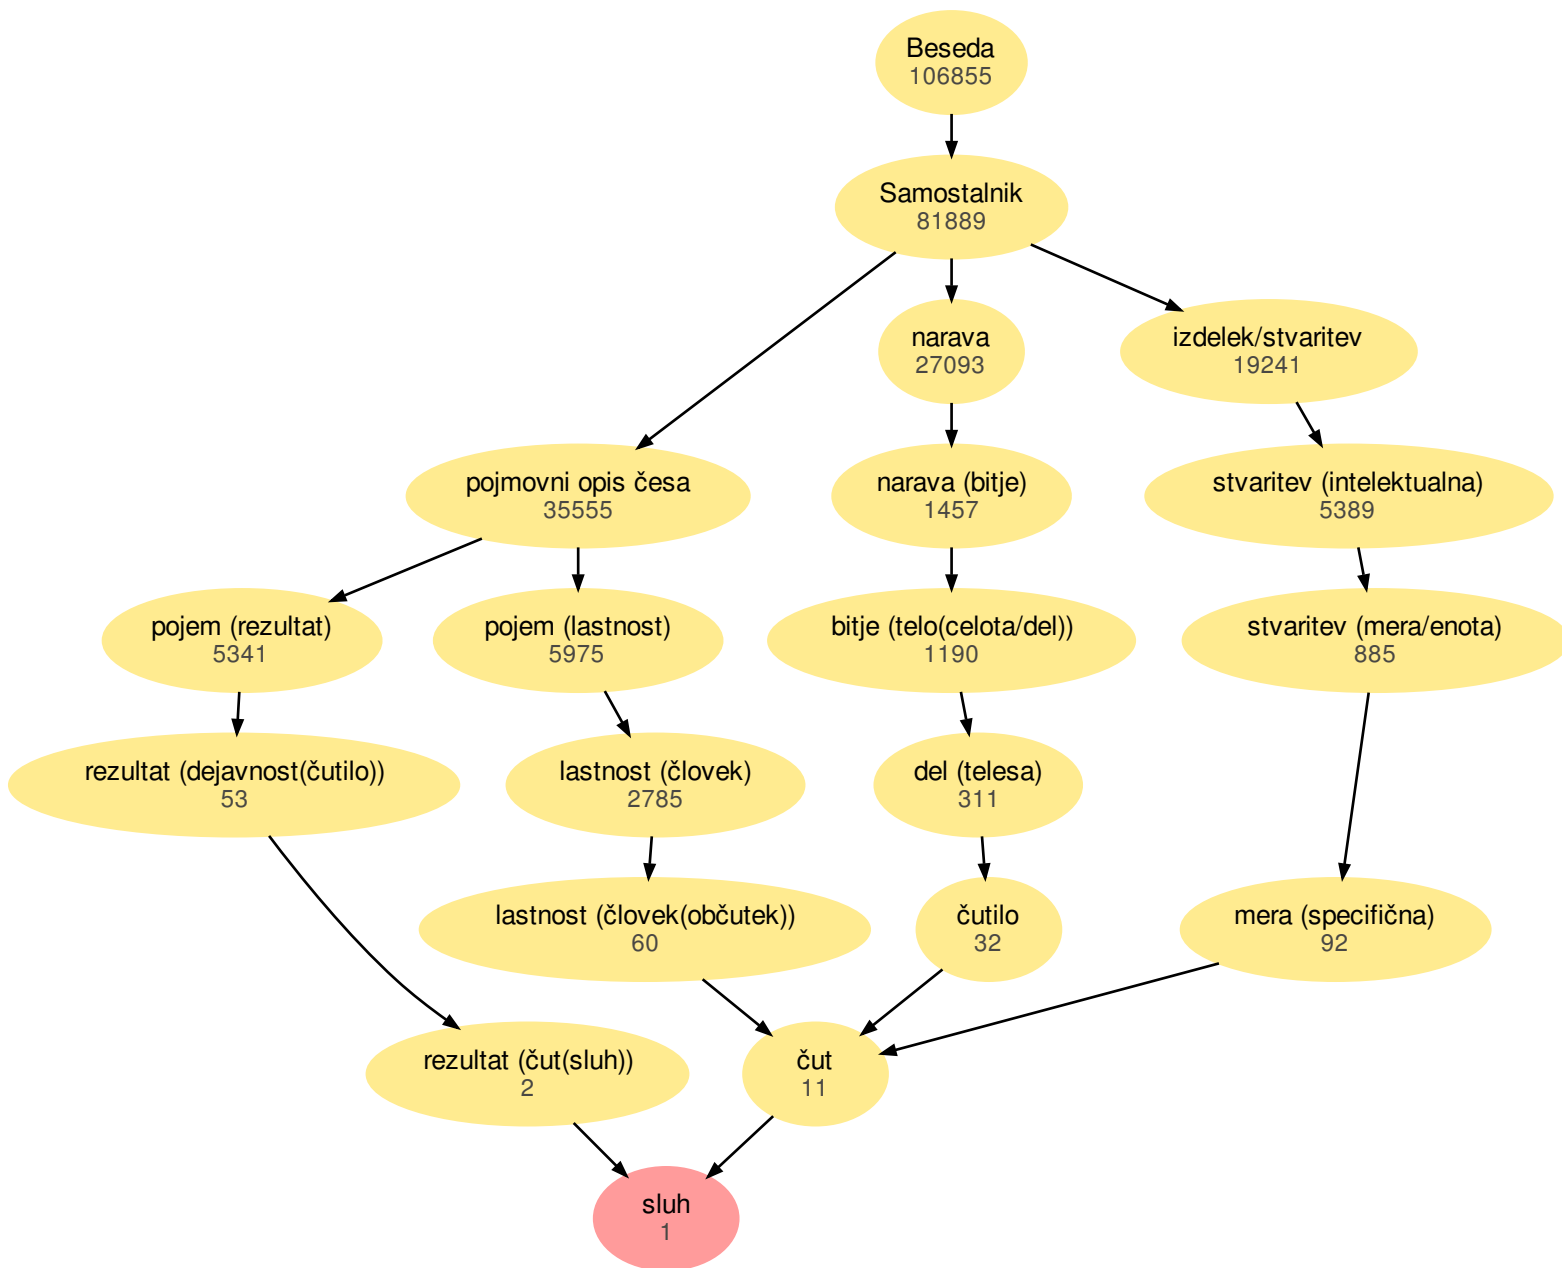 Beseda
106855
Samostalnik
81889
narava
27093
izdelek/stvaritev
19241
pojmovni opis česa
35555
narava (bitje)
1457
stvaritev (intelektualna)
5389
pojem (rezultat)
5341
pojem (lastnost)
5975
bitje (telo(celota/del))
1190
stvaritev (mera/enota)
885
rezultat (dejavnost(čutilo))
53
lastnost (človek)
2785
del (telesa)
311
lastnost (človek(občutek))
60
čutilo
32
mera (specifična)
92
rezultat (čut(sluh))
2
čut
11
sluh
1